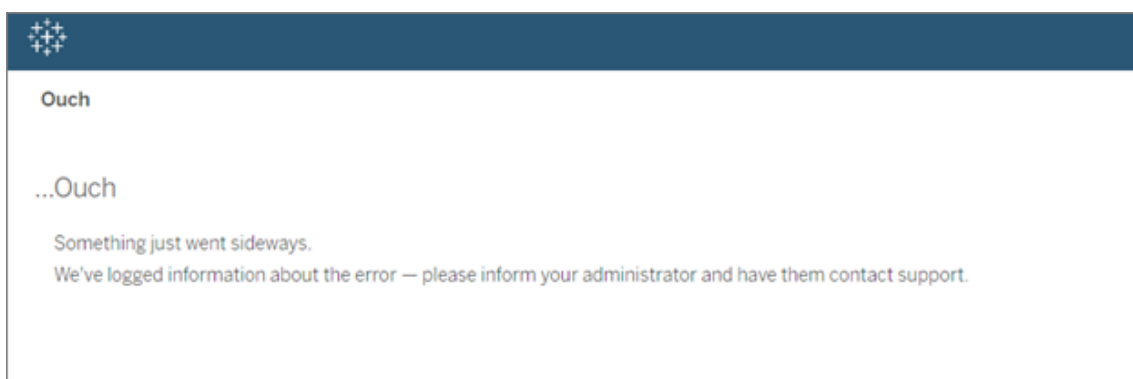 Ouch
...Ouch
Something just went sideways.
We've logged information about the error — please inform your administrator and have them contact support.